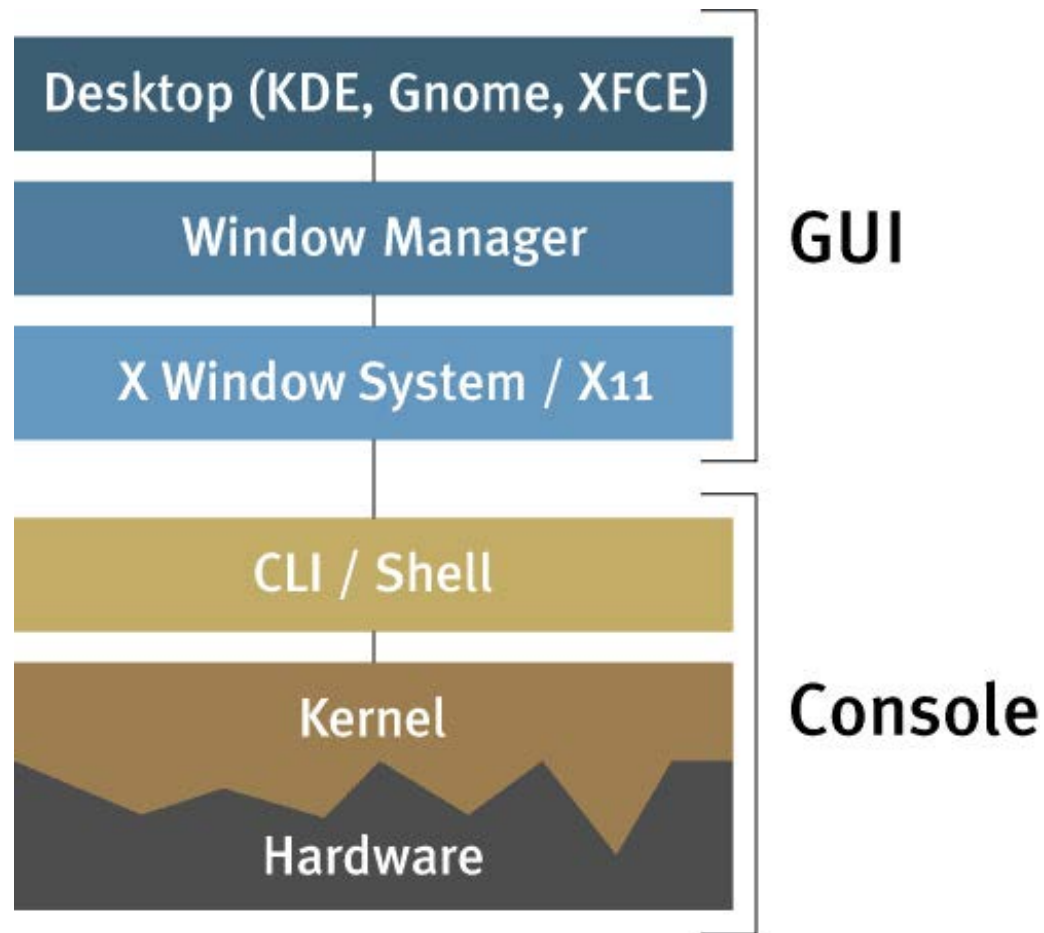 Desktop (KDE, Gnome, XFCE)
Window Manager
X Window System / X11
GUI
CLI / Shell
Kernel
Hardware
Console